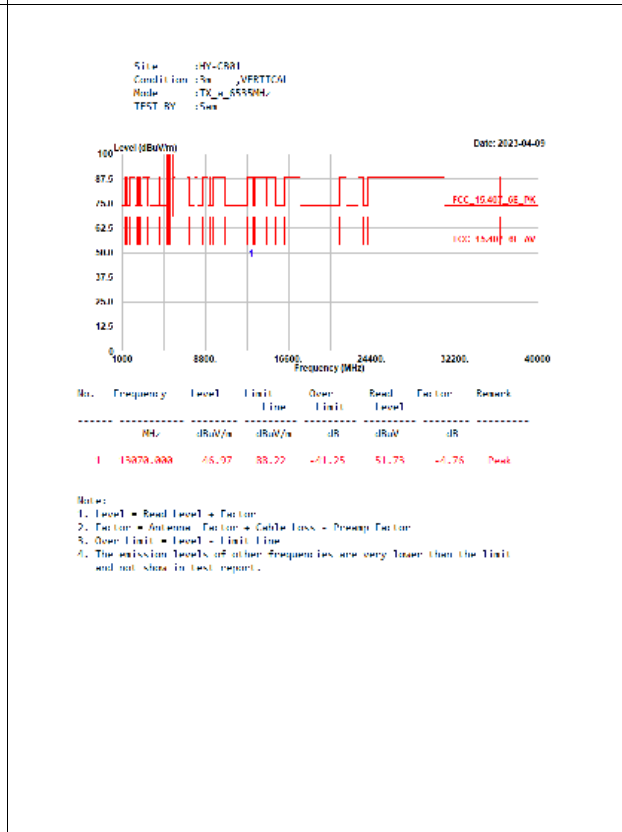 Site :HY-CB01
Condition :3m ,VERTICAL
Mode :TX_a_6535MHz
TEST BY :Sam
Level (dBuV/m)
Date: 2023-04-09
100
87.5
75.0
FCC_15.407_6E_PK
62.5
FCC_15.407_6E_AV
50.0
1
37.5
25.0
12.5
0
1000 8800. 16600. 24400. 32200. 40000
Frequency (MHz)
No. Frequency Level Limit Over Read Factor Remark
Line Limit Level
MHz dBuV/m dBuV/m dB dBuV dB
1 13070.000 46.97 88.22 -41.25 51.73 -4.76 Peak
Note:
1. Level = Read Level + Factor
2. Factor = Antenna Factor + Cable Loss - Preamp Factor
3. Over Limit = Level - Limit Line
4. The emission levels of other frequencies are very lower than the limit
and not show in test report.